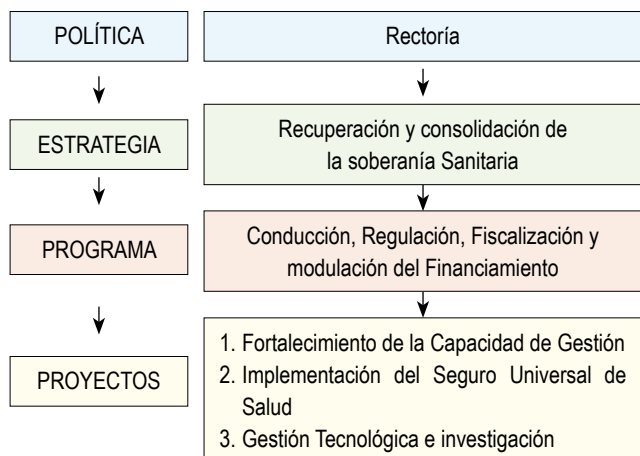 POLÍTICA
Rectoría
ESTRATEGIA
Recuperación y consolidación de
la soberanía Sanitaria
PROGRAMA
Conducción, Regulación, Fiscalización y
modulación del Financiamiento
PROYECTOS
1. Fortalecimiento de la Capacidad de Gestión
2. Implementación del Seguro Universal de
Salud
3. Gestión Tecnológica e investigación